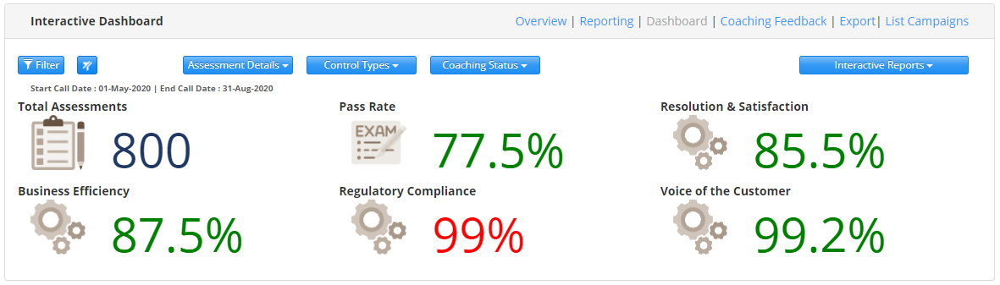 Interactive Dashboard
Overview | Reporting | Dashboard | Coaching Feedback | Export| List Campaigns
Filter
Assessment Details
Control Types
Coaching Status
Interactive Reports
Start Call Date : 01-May-2020 | End Call Date : 31-Aug-2020
Total Assessments
800
Pass Rate
EXAM
77.5%
Resolution & Satisfaction
85.5%
Business Efficiency
87.5%
Regulatory Compliance
99%
Voice of the Customer
99.2%